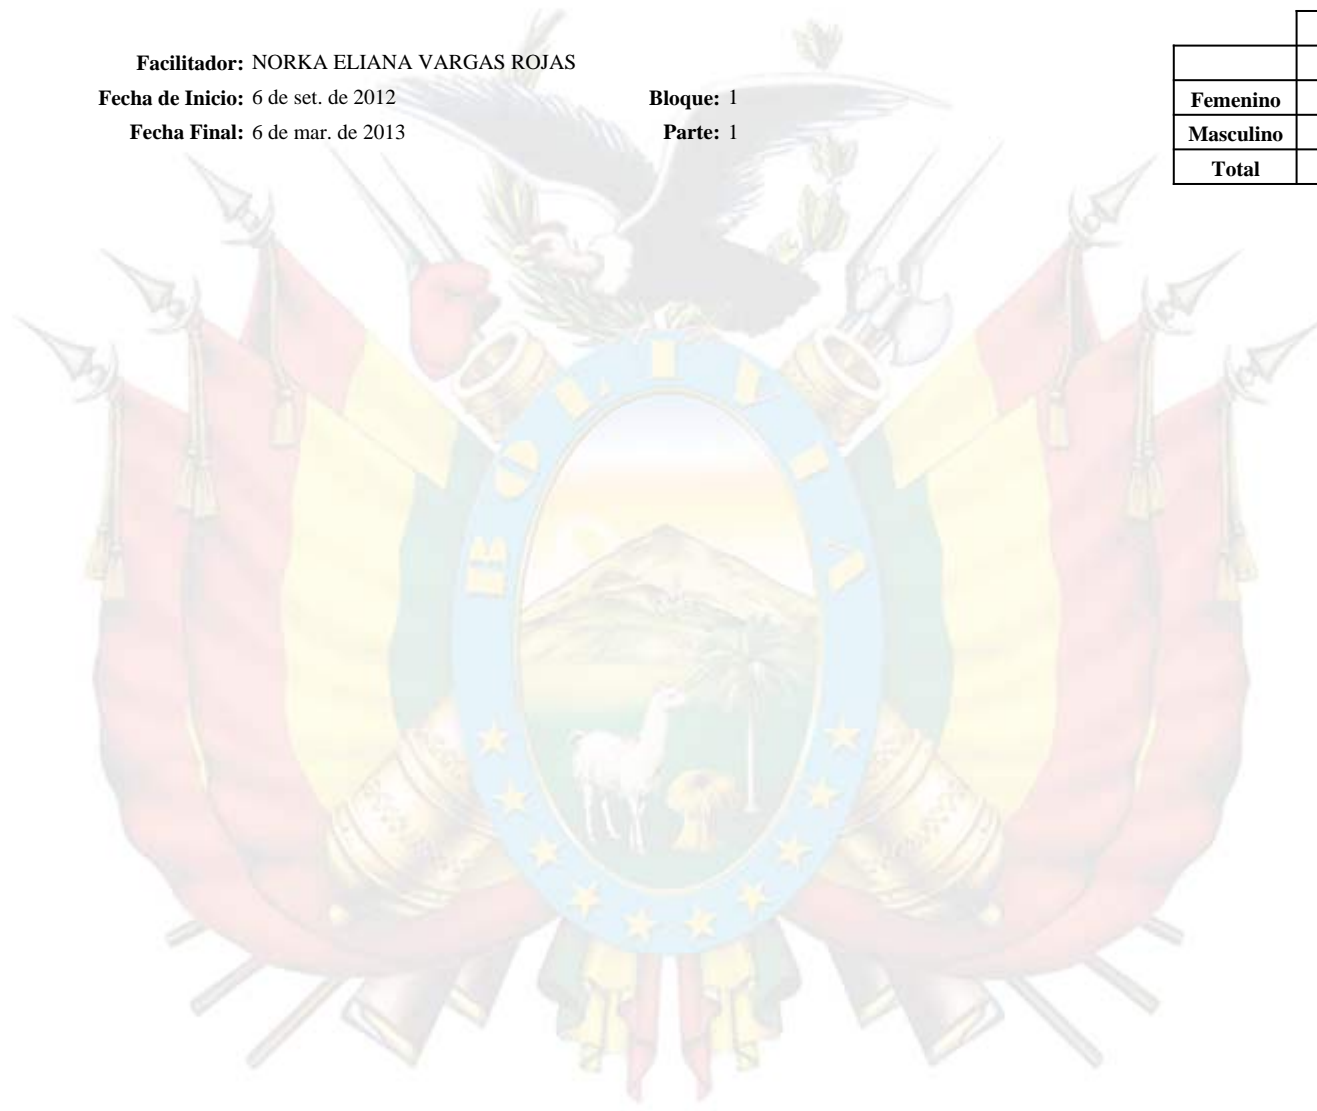 Facilitador: NORKA ELIANA VARGAS ROJAS
Fecha de Inicio: 6 de set. de 2012 Bloque: 1
Fecha Final: 6 de mar. de 2013 Parte: 1
Femenino
Masculino
Total
BOLIVIA